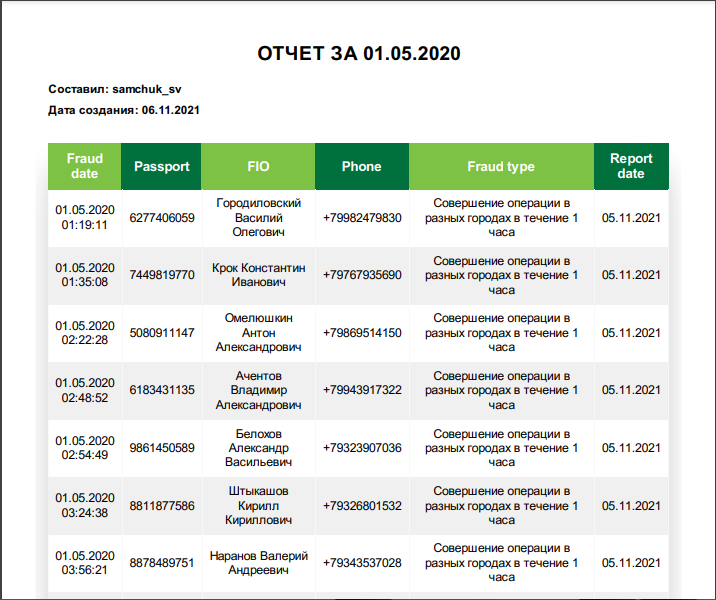 ОТЧЕТ ЗА 01.05.2020
Составил: samchuk_sv
Дата создания: 06.11.2021
Fraud date Passport FIO Phone Fraud type Report date
01.05.2020 01:19:11 6277406059 Городиловский Василий Олегович +79982479830 Совершение операции в разных городах в течение 1 часа 05.11.2021
01.05.2020 01:35:08 7449819770 Крок Константин Иванович +79767935690 Совершение операции в разных городах в течение 1 часа 05.11.2021
01.05.2020 02:22:28 5080911147 Омелюшкин Антон Александрович +79869514150 Совершение операции в разных городах в течение 1 часа 05.11.2021
01.05.2020 02:48:52 6183431135 Ачентов Владимир Александрович +79943917322 Совершение операции в разных городах в течение 1 часа 05.11.2021
01.05.2020 02:54:49 9861450589 Белохов Александр Васильевич +79323907036 Совершение операции в разных городах в течение 1 часа 05.11.2021
01.05.2020 03:24:38 8811877586 Штыкашов Кирилл Кириллович +79326801532 Совершение операции в разных городах в течение 1 часа 05.11.2021
01.05.2020 03:56:21 8878489751 Наранов Валерий Андреевич +79343537028 Совершение операции в разных городах в течение 1 часа 05.11.2021